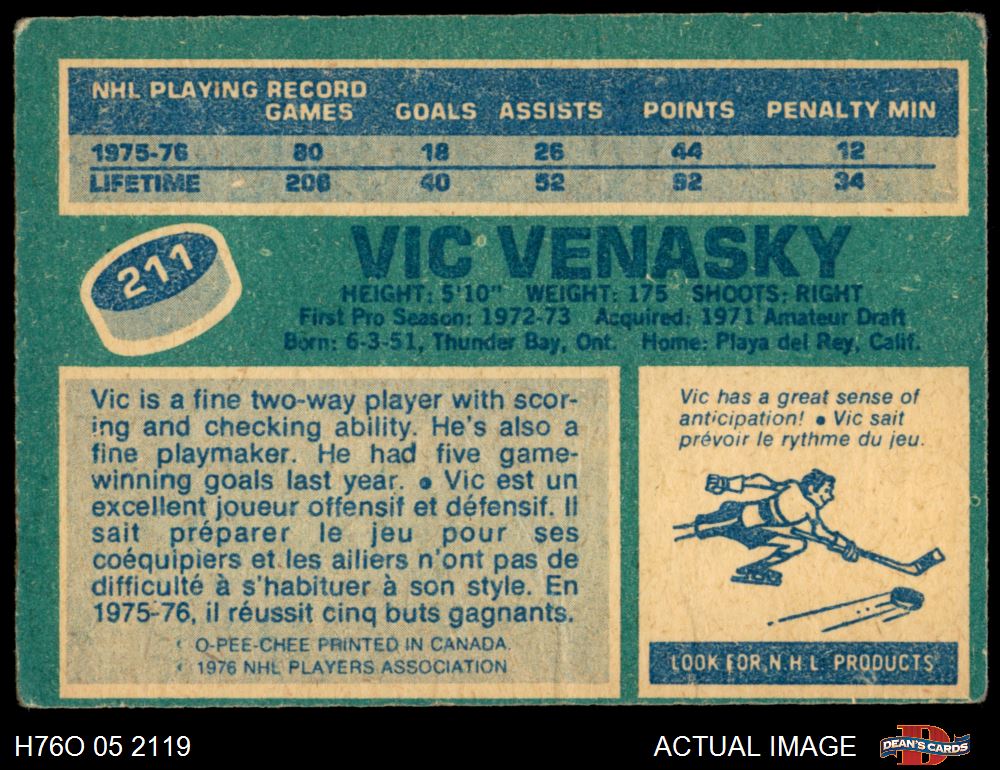 NHL PLAYING RECORD
GAMES GOALS ASSISTS POINTS PENALTY MIN
1975-76 80 18 26 44 12
LIFETIME 206 40 52 92 34
211
VIC VENASKY
HEIGHT: 5'10" WEIGHT: 175 SHOOTS: RIGHT
First Pro Season: 1972-73 Acquired: 1971 Amateur Draft
Born: 6-3-51, Thunder Bay, Ont. Home: Playa del Rey, Calif.
Vic is a fine two-way player with scor-
ing and checking ability. He's also a
fine playmaker. He had five game-
winning goals last year. ● Vic est un
excellent joueur offensif et défensif. Il
sait préparer le jeu pour ses
coéquipiers et les ailiers n'ont pas de
difficulté à s'habituer à son style. En
1975-76, il réussit cinq buts gagnants.
O-PEE-CHEE PRINTED IN CANADA.
1976 NHL PLAYERS ASSOCIATION
Vic has a great sense of
anticipation! ● Vic sait
prévoir le rythme du jeu.
LOOK FOR N.H.L. PRODUCTS
H76O 05 2119
ACTUAL IMAGE
DEAN'S CARDS